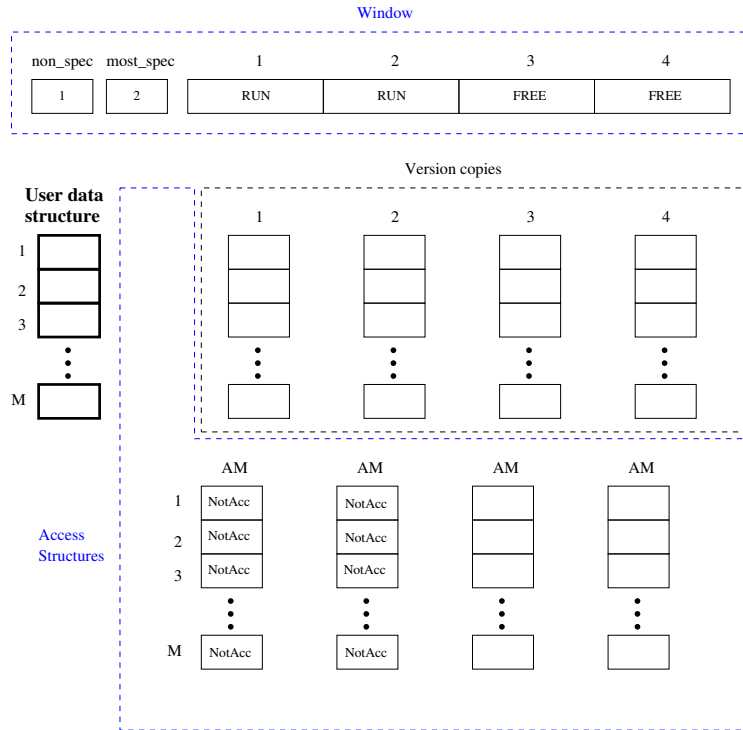 Window
non_spec most_spec 1 2 3 4
1 2 RUN RUN FREE FREE
Version copies
User data
structure
1 2 3 4
1
2
3
M
AM AM AM AM
1 NotAcc NotAcc
2 NotAcc NotAcc
Access
Structures
3 NotAcc NotAcc
M NotAcc NotAcc